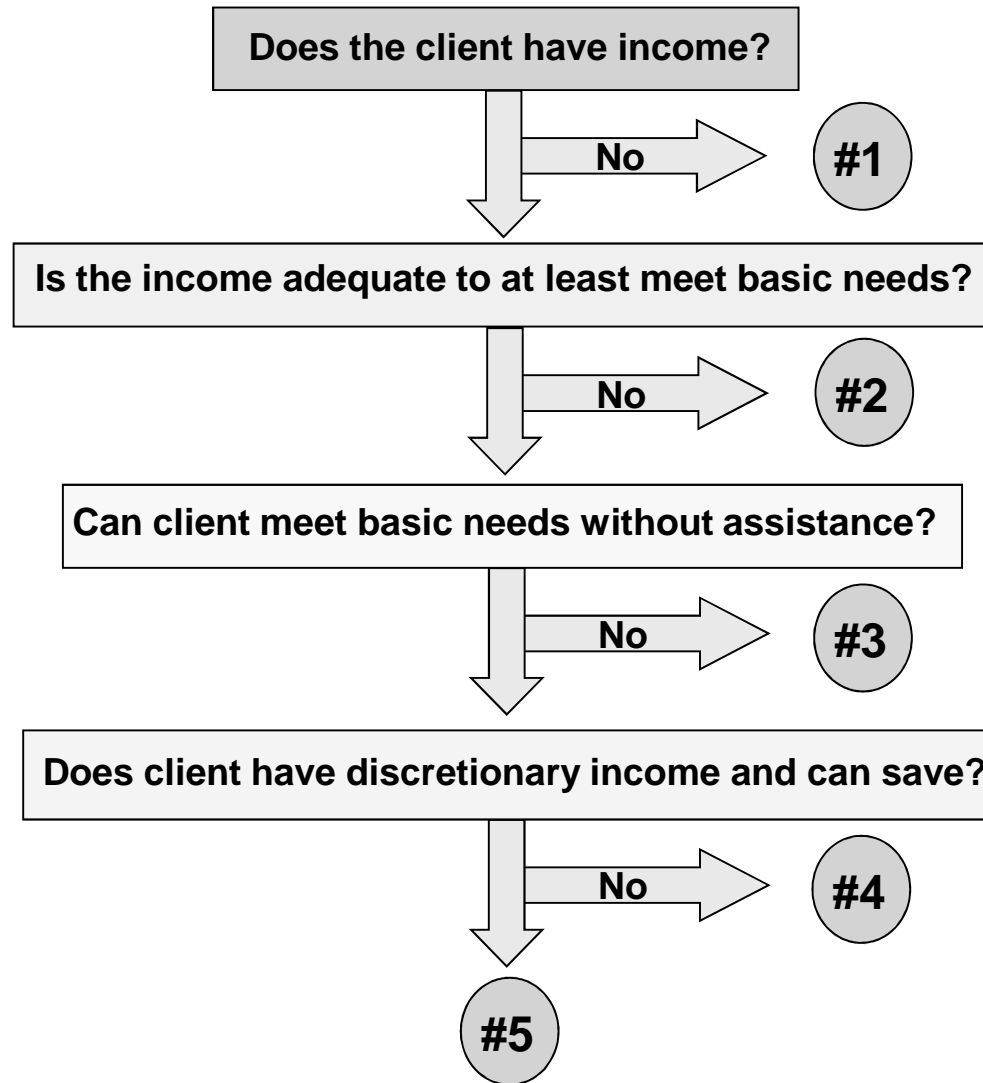 Does the client have income?
No
#1
Is the income adequate to at least meet basic needs?
No
#2
Can client meet basic needs without assistance?
No
#3
Does client have discretionary income and can save?
No
#4
#5